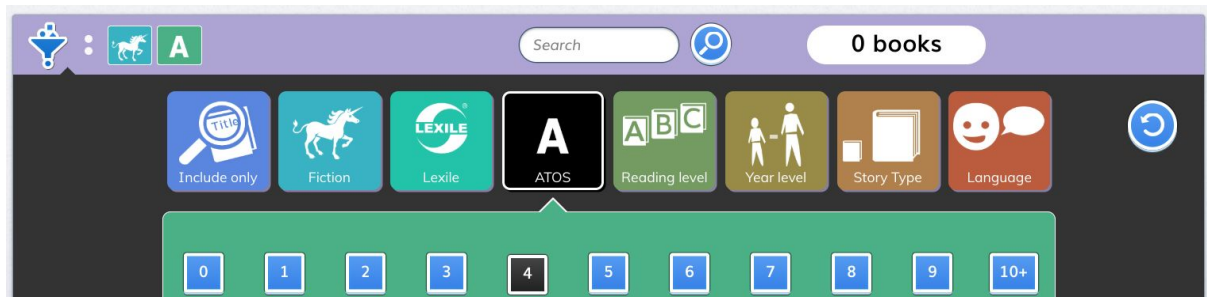 A Search 0 books
Title
LEXILE
A
A B C
Include only Fiction Lexile ATOS Reading level Year level Story Type Language
0 1 2 3 4 5 6 7 8 9 10+